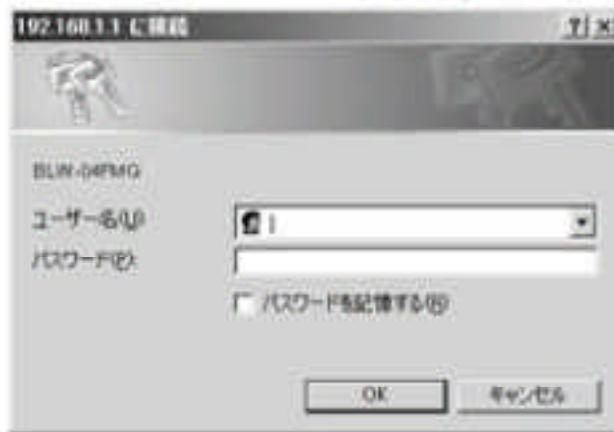 192.168.1.1 に接続
BLW-04FMG
ユーザー名(U):
パスワード(P):
パスワードを記憶する(R)
OK
キャンセル